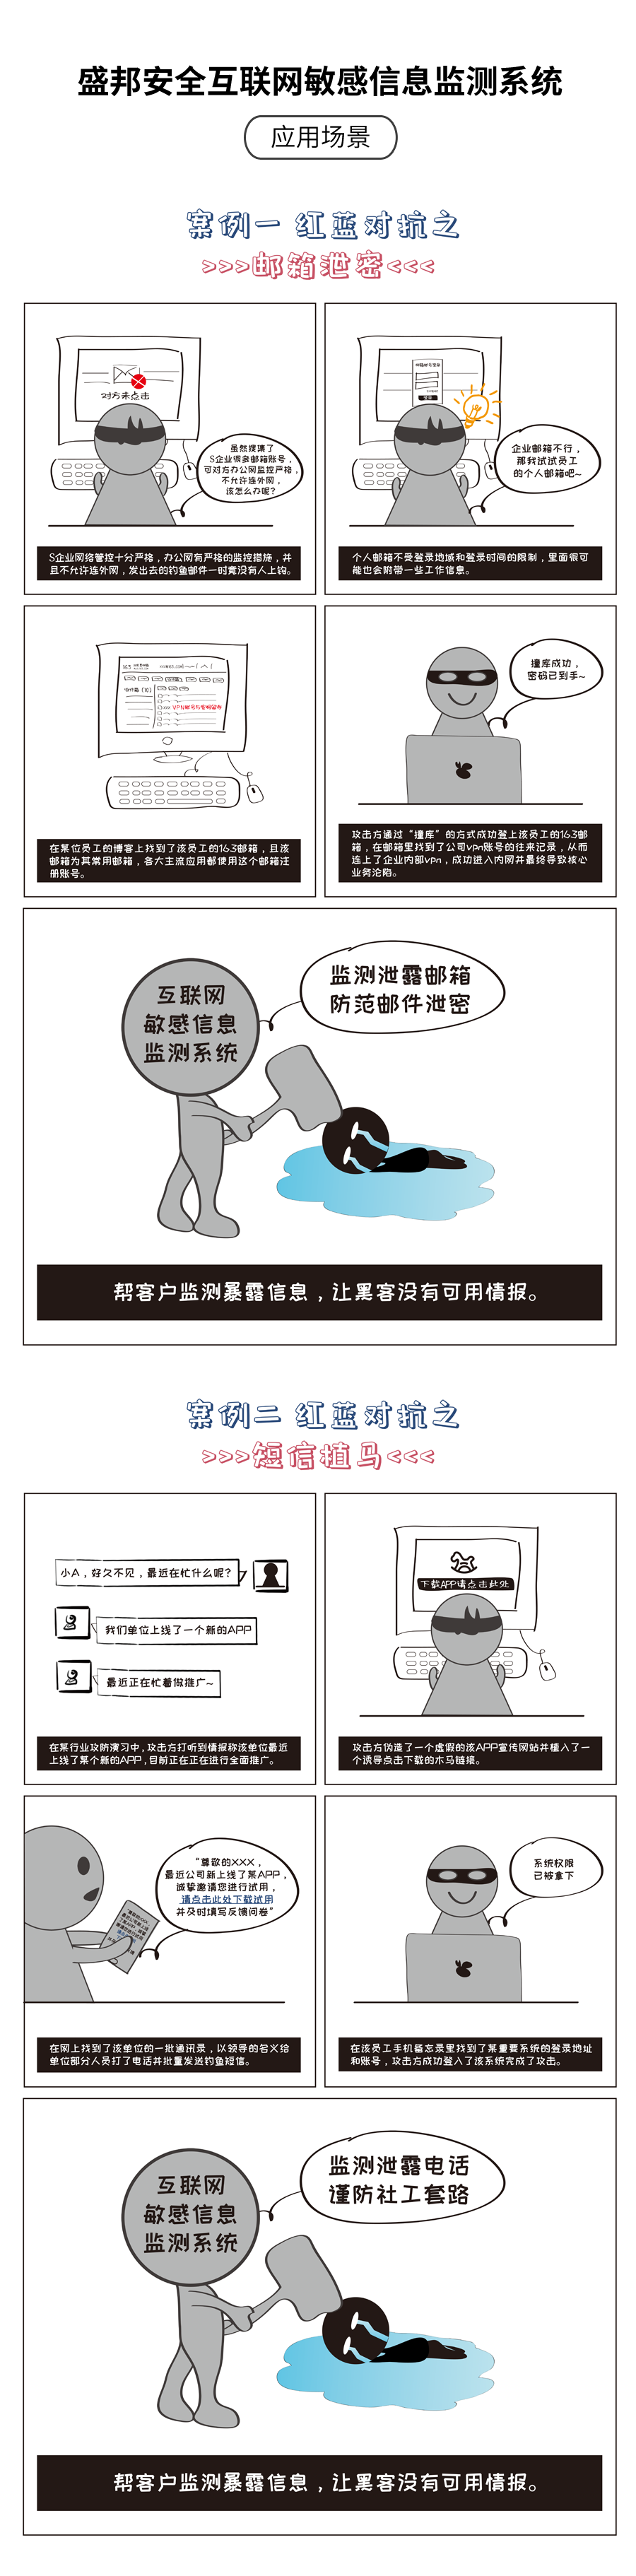 盛邦安全互联网敏感信息监测系统
应用场景
案例一 红蓝对抗之
>>>邮箱泄密<<<
对方未点击
虽然搜集了
S企业很多邮箱账号，
可对方办公网监控严格，
不允许连外网，
该怎么办呢？
S企业网络管控十分严格，办公网有严格的监控措施，并
且不允许连外网，发出去的钓鱼邮件一时竟没有人上钩。
登录
企业邮箱不行，
那我试试员工
的个人邮箱吧~
个人邮箱不受登录地域和登录时间的限制，里面很可
能也会附带一些工作信息。
163
VPN帐号与密码留存
在某位员工的博客上找到了该员工的163邮箱，且该
邮箱为其常用邮箱，各大主流应用都使用这个邮箱注
册账号。
撞库成功，
密码已到手~
攻击方通过“撞库”的方式成功登上该员工的163邮
箱，在邮箱里找到了公司vpn账号的往来记录，从而
连上了企业内部vpn，成功进入内网并最终导致核心
业务沦陷。
互联网
敏感信息
监测系统
监测泄露邮箱
防范邮件泄密
帮客户监测暴露信息，让黑客没有可用情报。
案例二 红蓝对抗之
>>>短信植马<<<
小A，好久不见，最近在忙什么呢？
我们单位上线了一个新的APP
最近正在忙着做推广~
在某行业攻防演习中，攻击方打听到情报称该单位最近
上线了某个新的APP，目前正在正在进行全面推广。
下载APP请点击此处
攻击方伪造了一个虚假的该APP宣传网站并植入了一
个诱导点击下载的木马链接。
“尊敬的XXX，
最近公司新上线了某APP，
诚挚邀请您进行试用，
请点击此处下载试用
并及时填写反馈问卷”
在网上找到了该单位的一批通讯录，以领导的名义给
单位部分人员打了电话并批量发送钓鱼短信。
系统权限
已被拿下
在该员工手机备忘录里找到了某重要系统的登录地址
和账号，攻击方成功登入了该系统完成了攻击。
互联网
敏感信息
监测系统
监测泄露电话
谨防社工套路
帮客户监测暴露信息，让黑客没有可用情报。